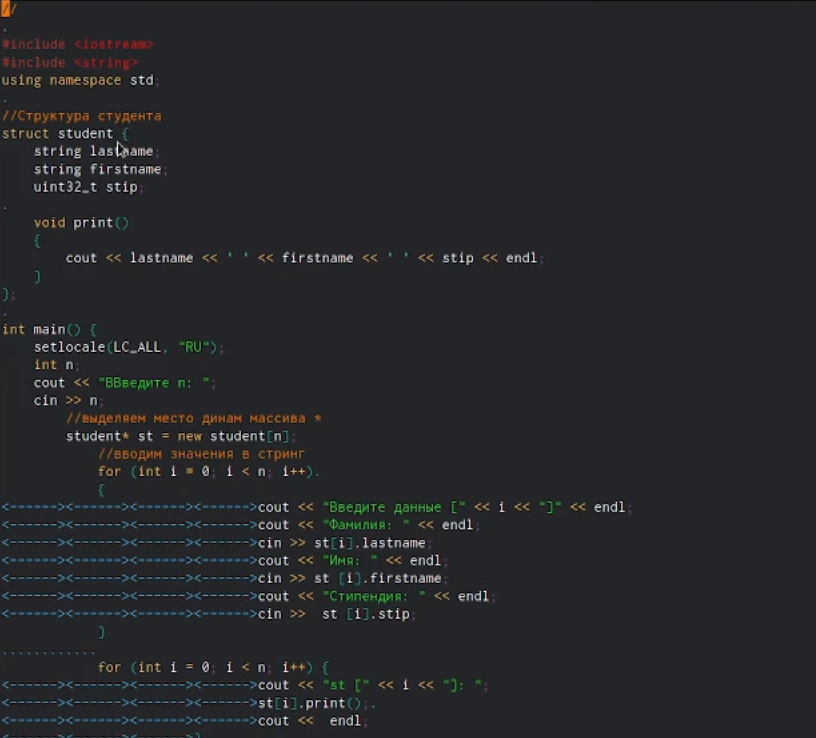 //
.
#include <iostream>
#include <string>
using namespace std;
.
//Структура студента
struct student {
    string lastname;
    string firstname;
    uint32_t stip;
.
    void print()
    {
        cout << lastname << ' ' << firstname << ' ' << stip << endl;
    }
};
.
int main() {
    setlocale(LC_ALL, "RU");
    int n;
    cout << "ВВведите n: ";
    cin >> n;
        //выделяем место динам массива *
        student* st = new student[n];
            //вводим значения в стринг
            for (int i = 0; i < n; i++).
            {
<------><------><------><------>cout << "Введите данные [" << i << "]" << endl;
<------><------><------><------>cout << "Фамилия: " << endl;
<------><------><------><------>cin >> st[i].lastname;
<------><------><------><------>cout << "Имя: " << endl;
<------><------><------><------>cin >> st [i].firstname;
<------><------><------><------>cout << "Стипендия: " << endl;
<------><------><------><------>cin >>  st [i].stip;
            }
............
            for (int i = 0; i < n; i++) {
<------><------><------><------>cout << "st [" << i << "]: ";
<------><------><------><------>st[i].print();.
<------><------><------><------>cout <<  endl;